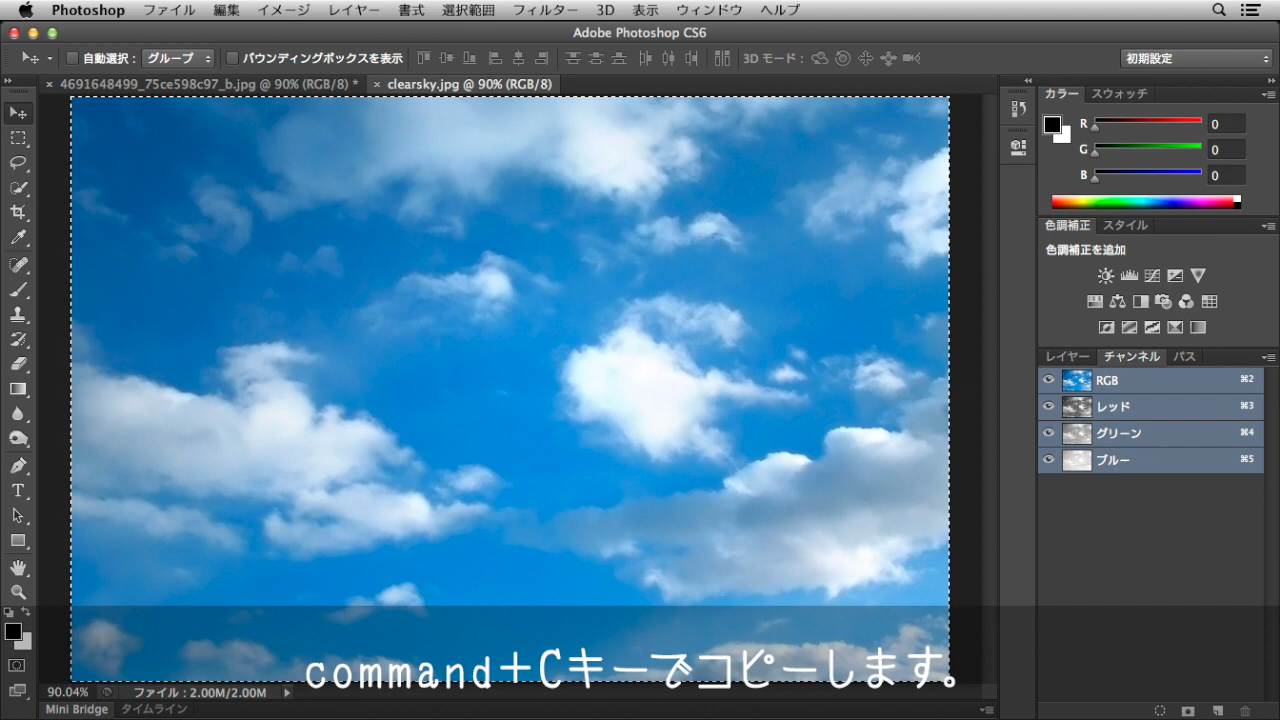 Photoshop ファイル 編集 イメージ レイヤー 書式 選択範囲 フィルター 3D 表示 ウィンドウ ヘルプ
Adobe Photoshop CS6
自動選択： グループ バウンディングボックスを表示 3D モード： 初期設定
4691648499_75ce598c97_b.jpg @ 90% (RGB/8) * clearsky.jpg @ 90% (RGB/8)
カラー スウォッチ
R 0
G 0
B 0
色調補正 スタイル
色調補正を追加
レイヤー チャンネル パス
RGB ⌘2
レッド ⌘3
グリーン ⌘4
ブルー ⌘5
command＋Cキーでコピーします。
90.04% ファイル：2.00M/2.00M
Mini Bridge タイムライン